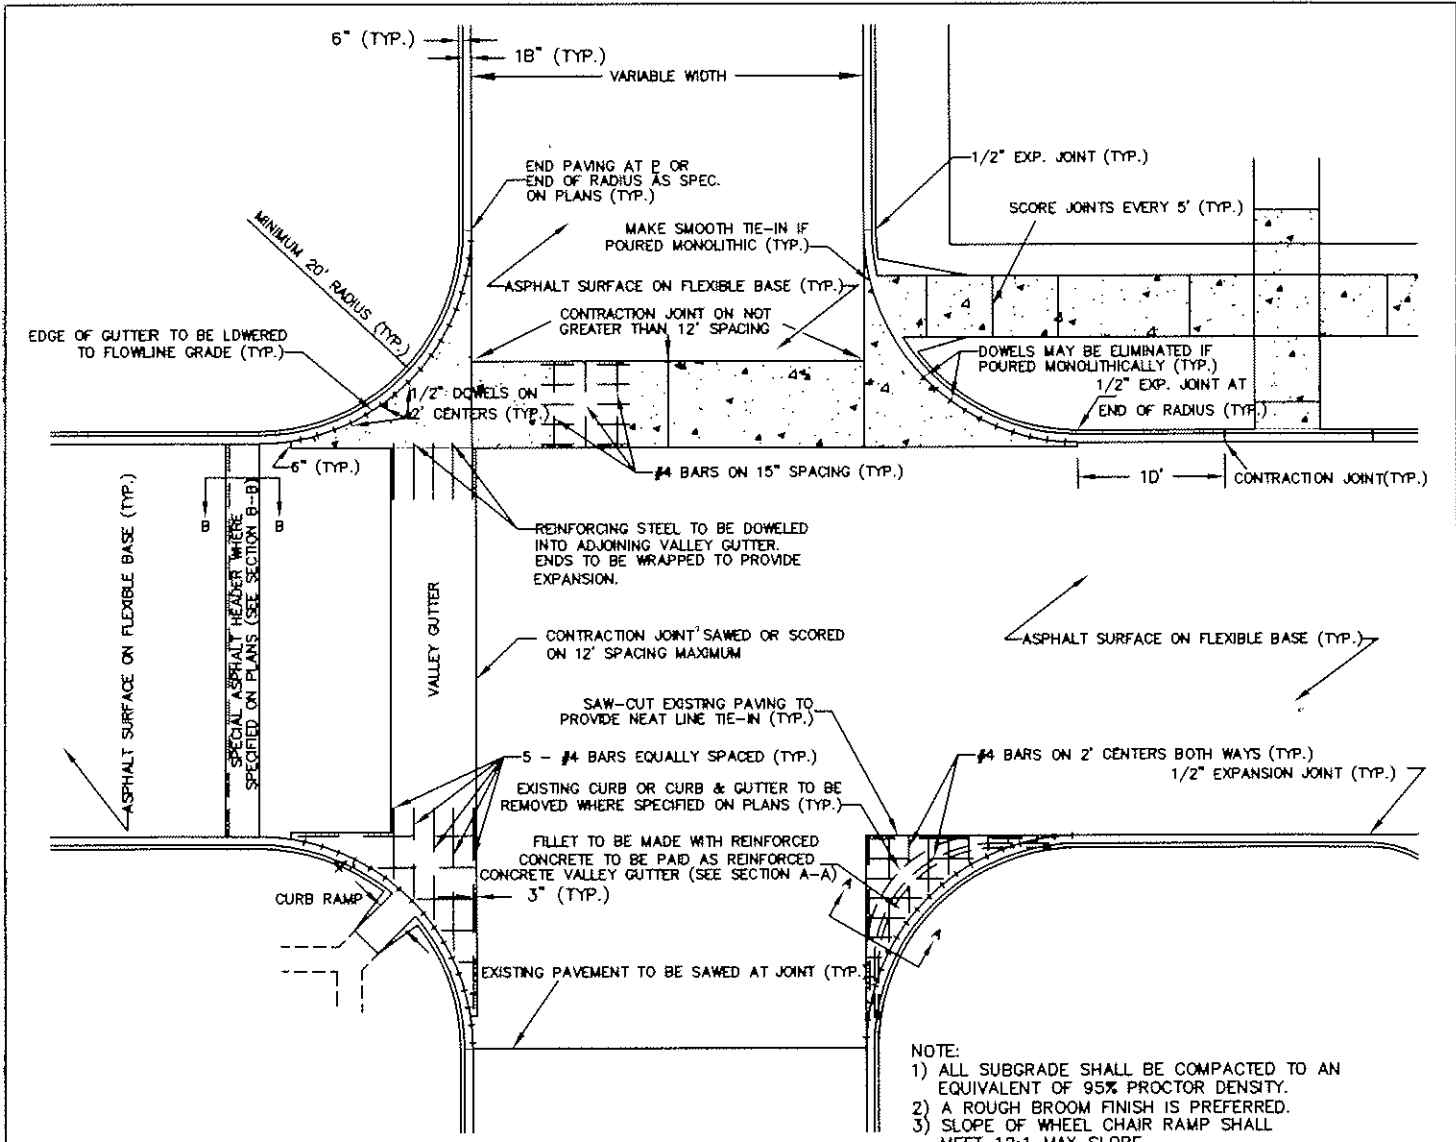 6" (TYP.)
18" (TYP.)
VARIABLE WIDTH
END PAVING AT P OR
END OF RADIUS AS SPEC.
ON PLANS (TYP.)
1/2" EXP. JOINT (TYP.)
SCORE JOINTS EVERY 5' (TYP.)
MAKE SMOOTH TIE-IN IF
POURED MONOLITHIC (TYP.)
MINIMUM 20' RADIUS (TYP.)
ASPHALT SURFACE ON FLEXIBLE BASE (TYP.)
CONTRACTION JOINT ON NOT
GREATER THAN 12' SPACING
EDGE OF GUTTER TO BE LOWERED
TO FLOWLINE GRADE (TYP.)
DOWELS MAY BE ELIMINATED IF
POURED MONOLITHICALLY (TYP.)
1/2" DOWELS ON
2' CENTERS (TYP.)
1/2" EXP. JOINT AT
END OF RADIUS (TYP.)
6" (TYP.)
#4 BARS ON 15" SPACING (TYP.)
10'
CONTRACTION JOINT(TYP.)
B
B
REINFORCING STEEL TO BE DOWELED
INTO ADJOINING VALLEY GUTTER.
ENDS TO BE WRAPPED TO PROVIDE
EXPANSION.
ASPHALT SURFACE ON FLEXIBLE BASE (TYP.)
SPECIAL ASPHALT HEADER WHERE
SPECIFIED ON PLANS (SEE SECTION B-B)
VALLEY GUTTER
CONTRACTION JOINT SAWED OR SCORED
ON 12' SPACING MAXIMUM
ASPHALT SURFACE ON FLEXIBLE BASE (TYP.)
SAW-CUT EXISTING PAVING TO
PROVIDE NEAT LINE TIE-IN (TYP.)
5 - #4 BARS EQUALLY SPACED (TYP.)
#4 BARS ON 2' CENTERS BOTH WAYS (TYP.)
1/2" EXPANSION JOINT (TYP.)
EXISTING CURB OR CURB & GUTTER TO BE
REMOVED WHERE SPECIFIED ON PLANS (TYP.)
FILLET TO BE MADE WITH REINFORCED
CONCRETE TO BE PAID AS REINFORCED
CONCRETE VALLEY GUTTER (SEE SECTION A-A)
A
A
CURB RAMP
3" (TYP.)
EXISTING PAVEMENT TO BE SAWED AT JOINT (TYP.
NOTE:
1) ALL SUBGRADE SHALL BE COMPACTED TO AN
EQUIVALENT OF 95% PROCTOR DENSITY.
2) A ROUGH BROOM FINISH IS PREFERRED.
3) SLOPE OF WHEEL CHAIR RAMP SHALL
MEET 12:1 MAX SLOPE